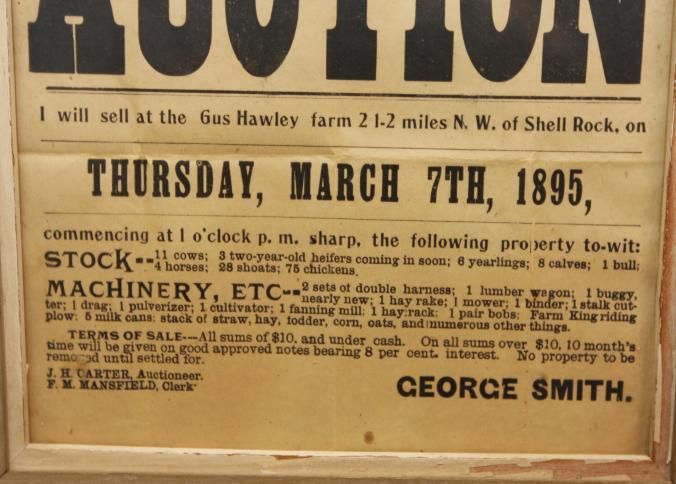 AUCTION
I will sell at the Gus Hawley farm 2 1-2 miles N. W. of Shell Rock, on
THURSDAY, MARCH 7TH, 1895,
commencing at 1 o'clock p. m. sharp, the following property to-wit:
STOCK--11 cows; 3 two-year-old heifers coming in soon; 6 yearlings; 8 calves; 1 bull;
4 horses; 28 shoats; 75 chickens.
MACHINERY, ETC--2 sets of double harness; 1 lumber wagon; 1 buggy,
nearly new; 1 hay rake; 1 mower; 1 binder; 1 stalk cut-
ter; 1 drag; 1 pulverizer; 1 cultivator; 1 fanning mill; 1 hay rack; 1 pair bobs; Farm King riding
plow; 5 milk cans; stack of straw, hay, fodder, corn, oats, and numerous other things.
TERMS OF SALE---All sums of $10. and under cash. On all sums over $10, 10 month's
time will be given on good approved notes bearing 8 per cent. interest. No property to be
removed until settled for.
J. H. CARTER, Auctioneer.
F. M. MANSFIELD, Clerk
GEORGE SMITH.